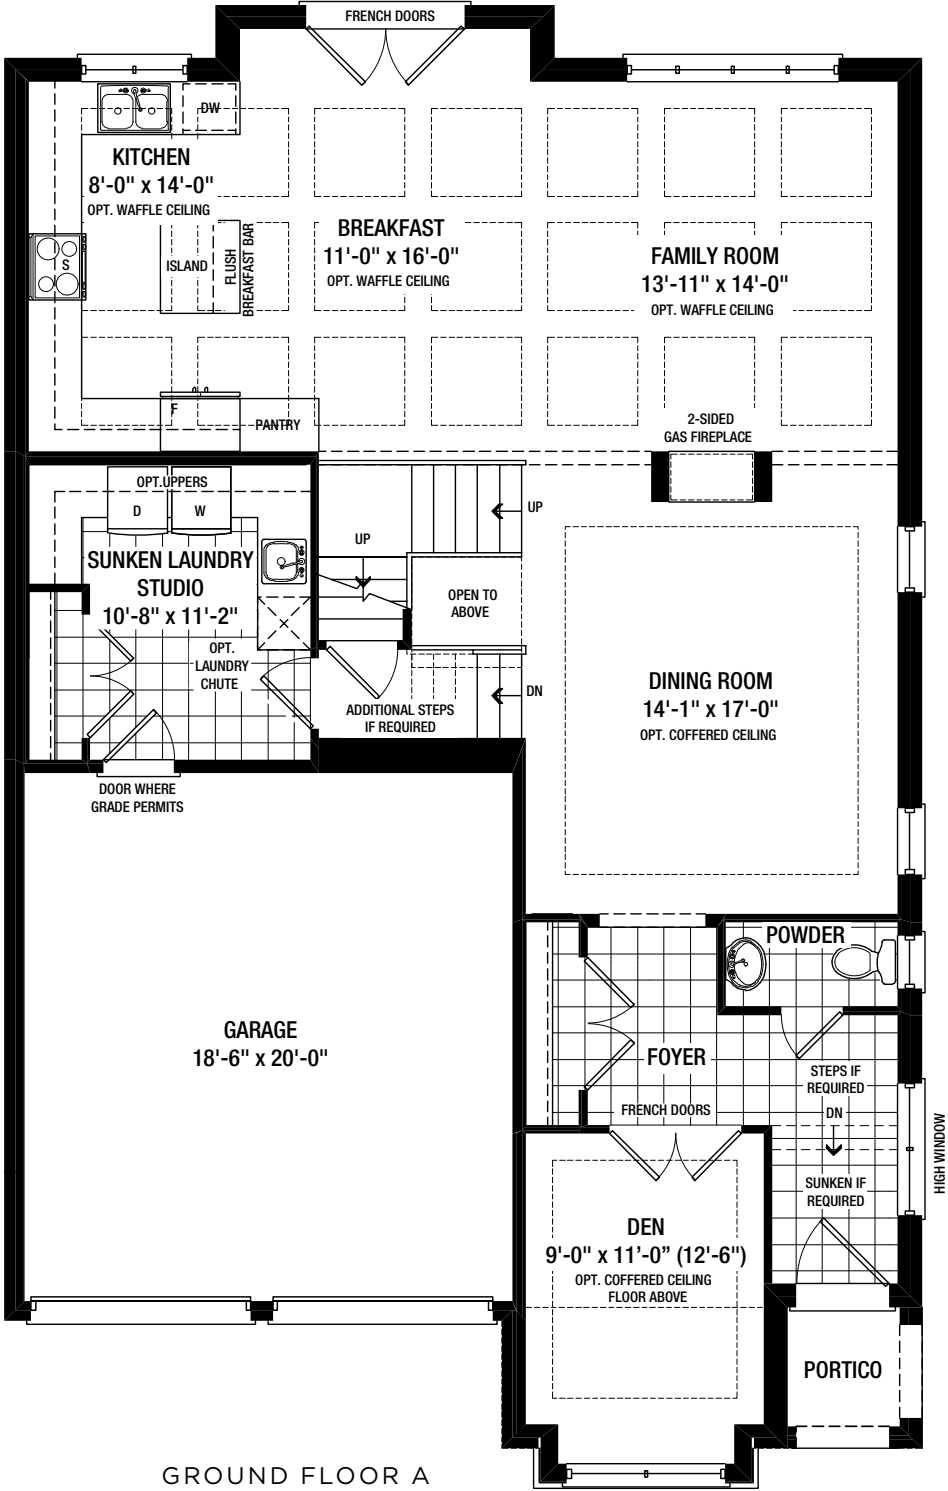 FRENCH DOORS
DW
KITCHEN
8'-0" x 14'-0"
OPT. WAFFLE CEILING
S
ISLAND
FLUSH
BREAKFAST BAR
BREAKFAST
11'-0" x 16'-0"
OPT. WAFFLE CEILING
FAMILY ROOM
13'-11" x 14'-0"
OPT. WAFFLE CEILING
F
PANTRY
2-SIDED
GAS FIREPLACE
OPT.UPPERS
D
W
UP
UP
SUNKEN LAUNDRY
STUDIO
10'-8" x 11'-2"
OPT.
LAUNDRY
CHUTE
OPEN TO
ABOVE
DN
ADDITIONAL STEPS
IF REQUIRED
DINING ROOM
14'-1" x 17'-0"
OPT. COFFERED CEILING
DOOR WHERE
GRADE PERMITS
POWDER
GARAGE
18'-6" x 20'-0"
FOYER
STEPS IF
REQUIRED
DN
FRENCH DOORS
HIGH WINDOW
SUNKEN IF
REQUIRED
DEN
9'-0" x 11’-0” (12'-6")
OPT. COFFERED CEILING
FLOOR ABOVE
PORTICO
GROUND FLOOR A